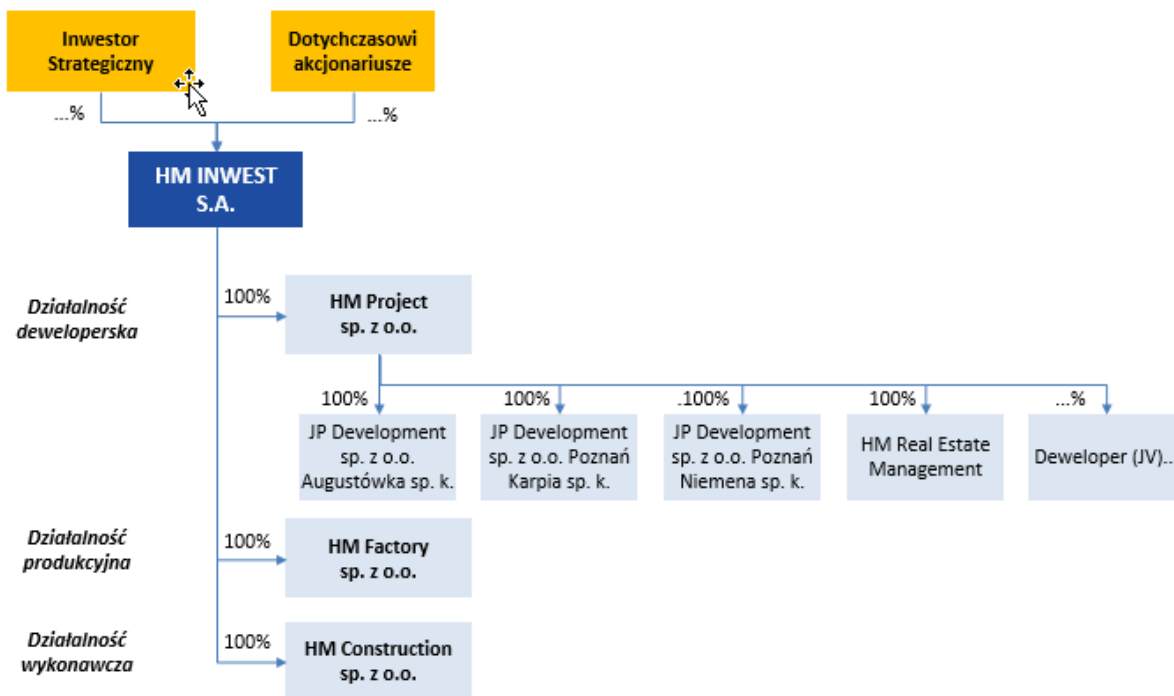 Inwestor
Strategiczny
Dotychczasowi
akcjonariusze
...%
...%
HM INWEST
S.A.
Działalność
deweloperska
100%
HM Project
sp. z o.o.
100%
100%
.100%
100%
...%
JP Development
sp. z o.o.
Augustówka sp. k.
JP Development
sp. z o.o. Poznań
Karpia sp. k.
JP Development
sp. z o.o. Poznań
Niemena sp. k.
HM Real Estate
Management
Deweloper (JV)...
Działalność
produkcyjna
100%
HM Factory
sp. z o.o.
Działalność
wykonawcza
100%
HM Construction
sp. z o.o.